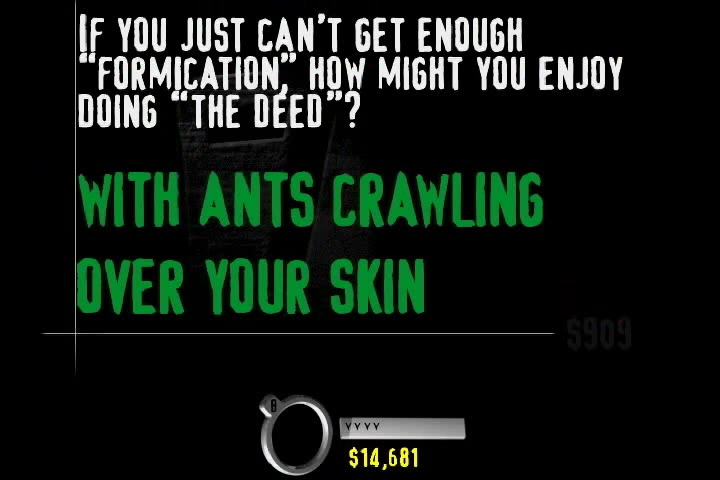 IF YOU JUST CAN'T GET ENOUGH
"FORMICATION," HOW MIGHT YOU ENJOY
DOING "THE DEED"?
WITH ANTS CRAWLING
OVER YOUR SKIN
$909
8
YYYY
$14,681